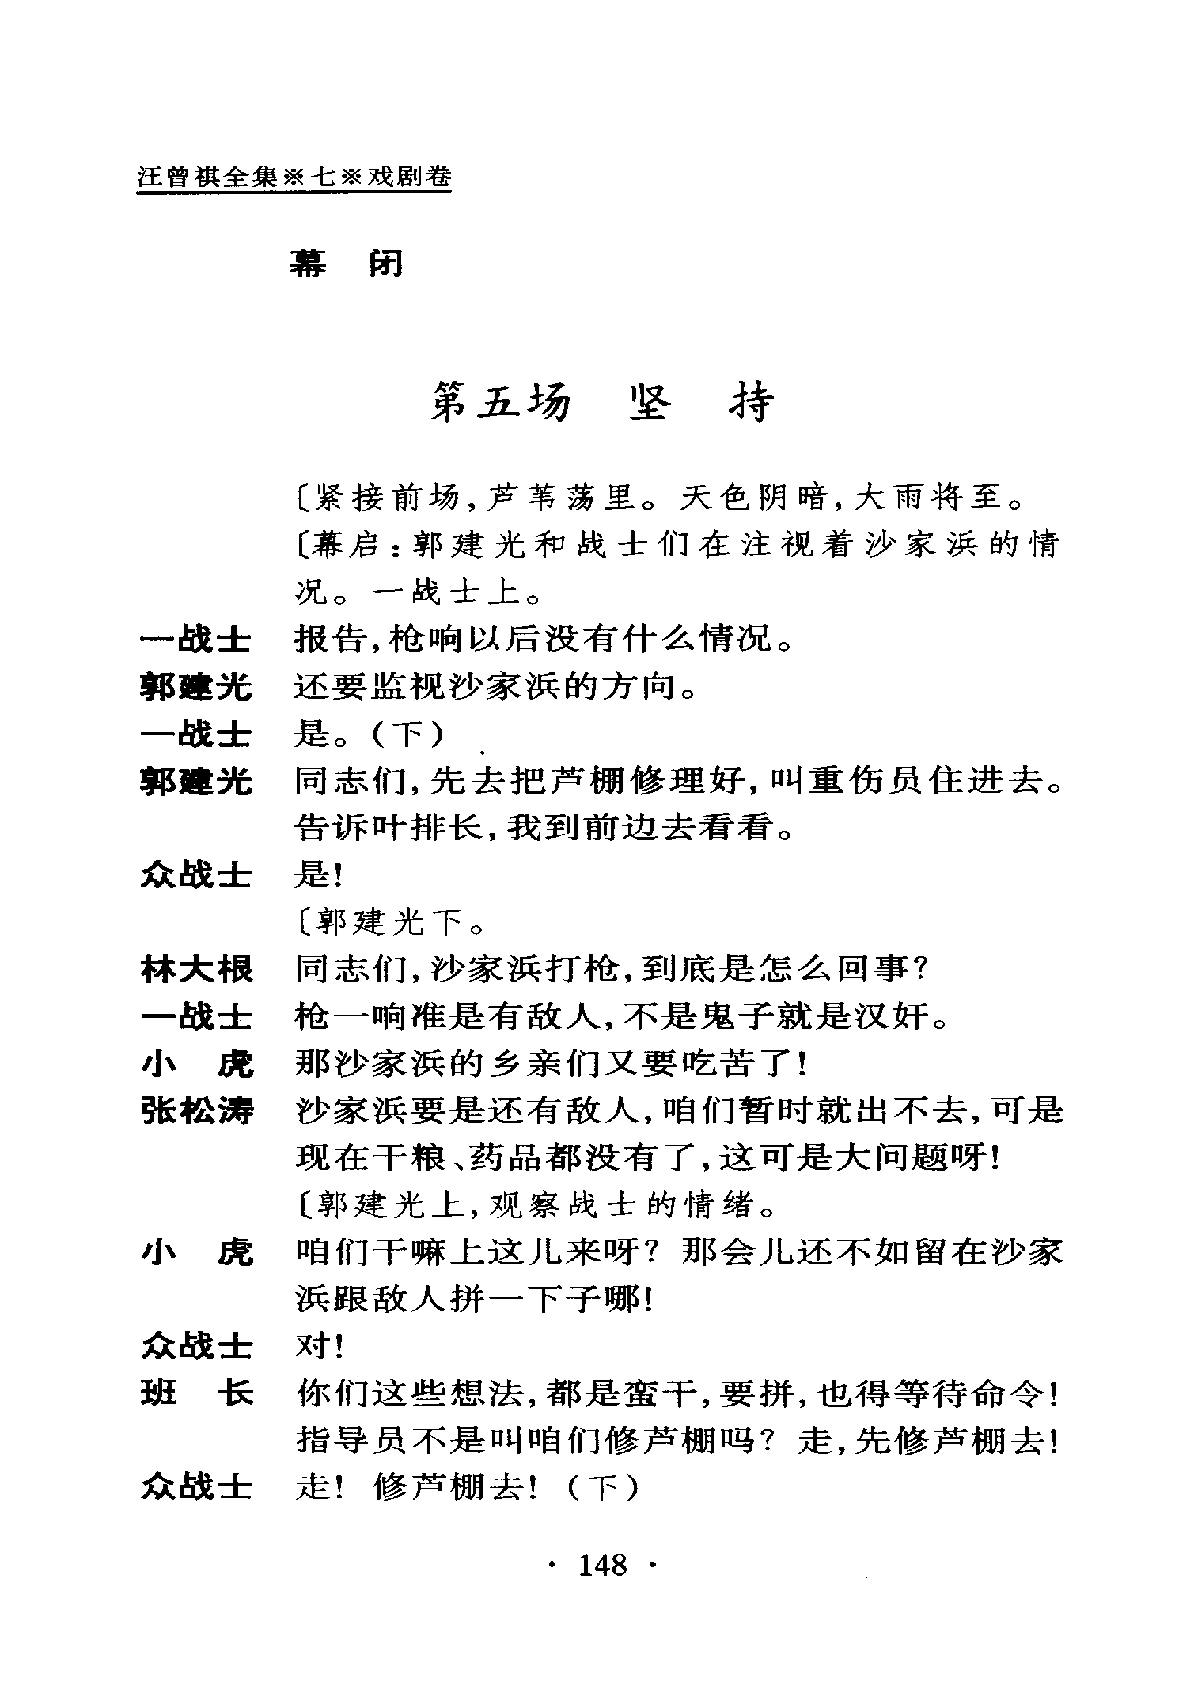 汪曾祺全集※七※戏剧卷
幕　闭
第五场　坚　持
〔紧接前场,芦苇荡里。天色阴暗,大雨将至。
〔幕启:郭建光和战士们在注视着沙家浜的情
况。一战士上。
一战士　报告,枪响以后没有什么情况。
郭建光　还要监视沙家浜的方向。
一战士　是。(下)
郭建光　同志们,先去把芦棚修理好,叫重伤员住进去。
告诉叶排长,我到前边去看看。
众战士　是!
〔郭建光下。
林大根　同志们,沙家浜打枪,到底是怎么回事?
一战士　枪一响准是有敌人,不是鬼子就是汉奸。
小　虎　那沙家浜的乡亲们又要吃苦了!
张松涛　沙家浜要是还有敌人,咱们暂时就出不去,可是
现在干粮、药品都没有了,这可是大问题呀!
〔郭建光上,观察战士的情绪。
小　虎　咱们干嘛上这儿来呀? 那会儿还不如留在沙家
浜跟敌人拼一下子哪!
众战士　对!
班　长　你们这些想法,都是蛮干,要拼,也得等待命令!
指导员不是叫咱们修芦棚吗? 走,先修芦棚去!
众战士　走! 修芦棚去! (下)
· 148 ·